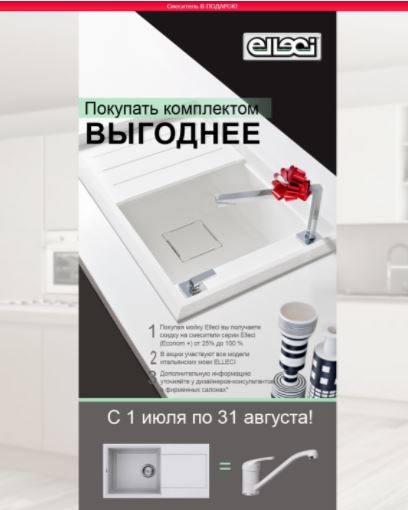 Смеситель В ПОДАРОК!
elleci
Покупать комплектом
ВЫГОДНЕЕ
1 Покупая мойку Elleci вы получаете
скидку на смесители серии Elleci
(Econom +) от 25% до 100 %
2 В акции участвуют все модели
итальянских моек ELLECI
3 Дополнительную информацию
уточняйте у дизайнеров-консультантов
в фирменных салонах*
С 1 июля по 31 августа!
=